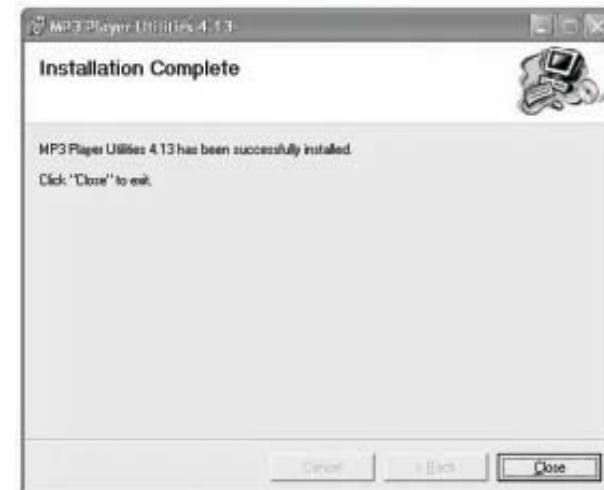 MP3 Player Utilities 4.13
Installation Complete
MP3 Player Utilities 4.13 has been successfully installed.
Click "Close" to exit.
Cancel
< Back
Close